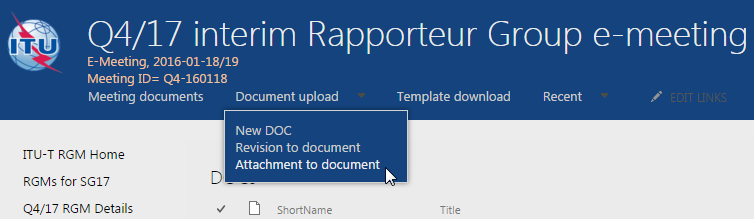 ITU
Q4/17 interim Rapporteur Group e-meeting
E-Meeting, 2016-01-18/19
Meeting ID= Q4-160118
Meeting documents Document upload Template download Recent EDIT LINKS
New DOC
Revision to document
Attachment to document
ITU-T RGM Home
RGMs for SG17
Q4/17 RGM Details
ShortName Title